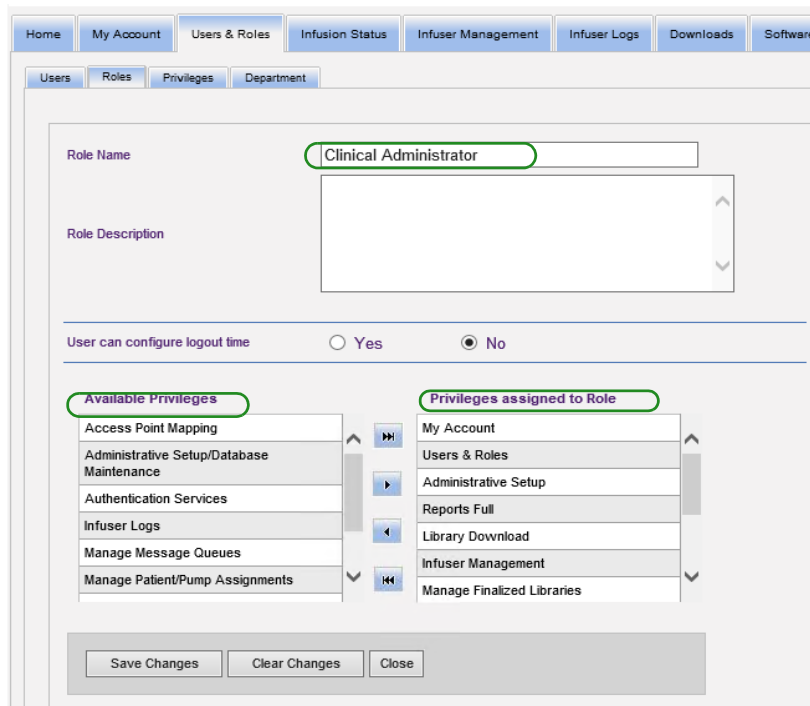 Home My Account Users & Roles Infusion Status Infuser Management Infuser Logs Downloads Softwar
Users Roles Privileges Department
Role Name Clinical Administrator
Role Description
User can configure logout time Yes No
Available Privileges Privileges assigned to Role
Access Point Mapping
Administrative Setup/Database
Maintenance
Authentication Services
Infuser Logs
Manage Message Queues
Manage Patient/Pump Assignments
My Account
Users & Roles
Administrative Setup
Reports Full
Library Download
Infuser Management
Manage Finalized Libraries
Save Changes Clear Changes Close